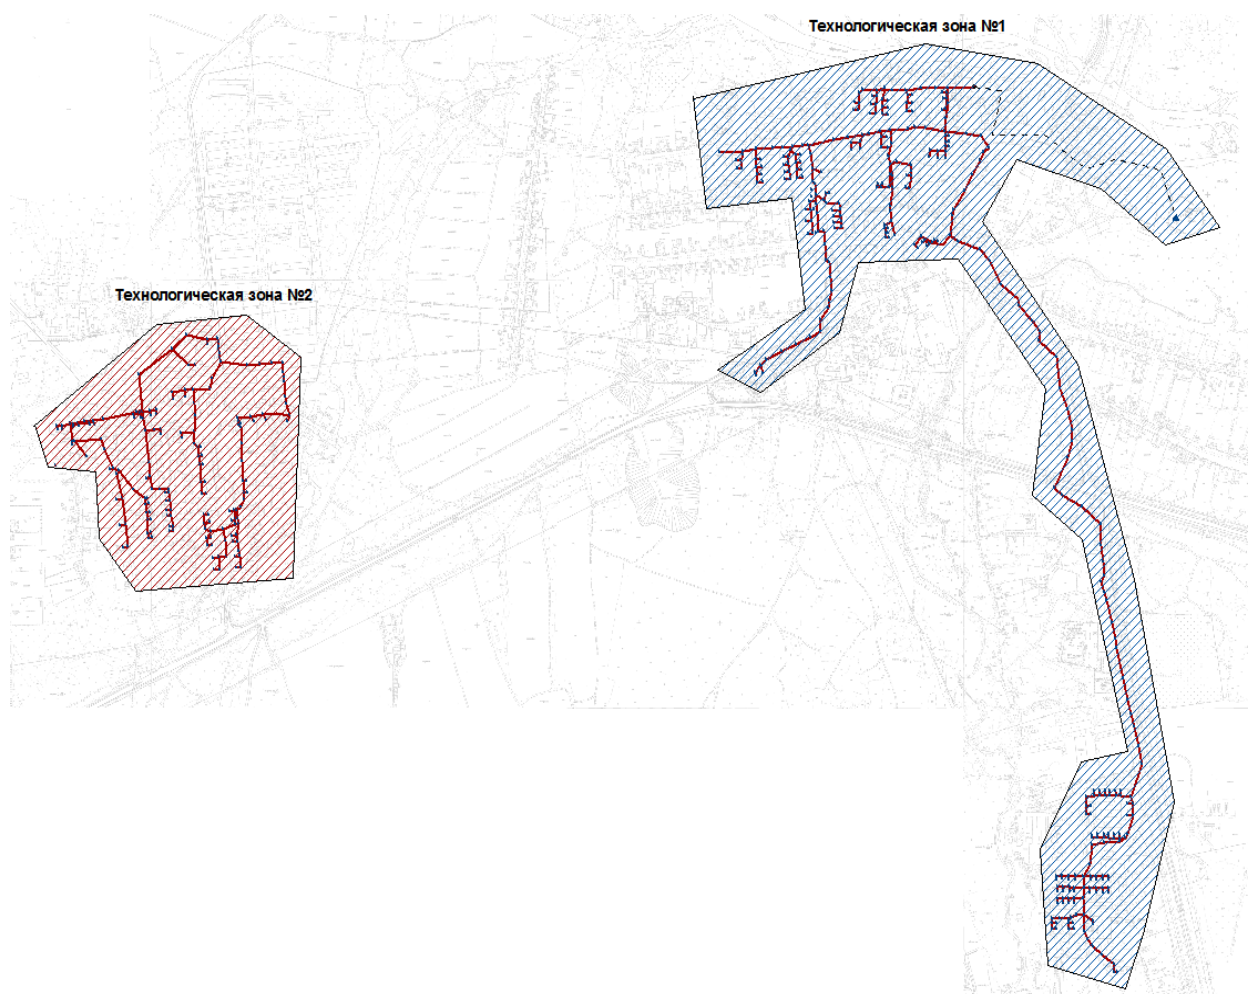 Технологическая зона №1
Технологическая зона №2